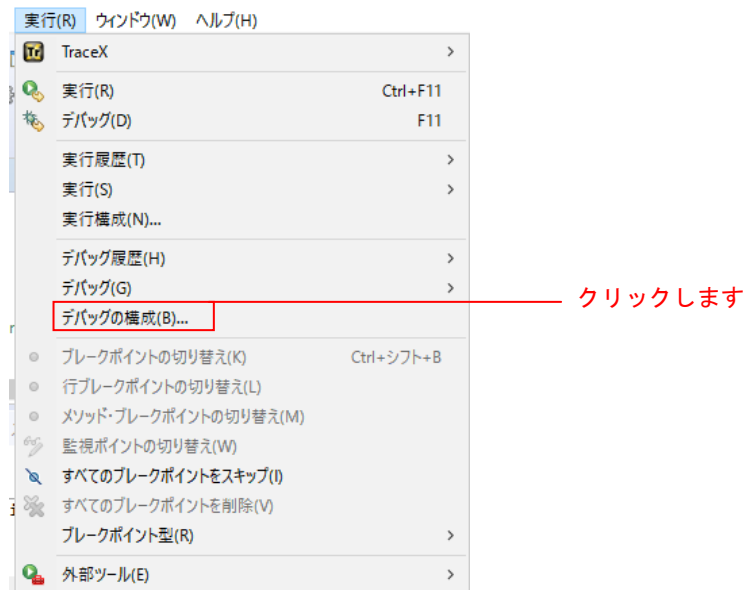 実行(R) ウィンドウ(W) ヘルプ(H)
TraceX
実行(R) Ctrl+F11
デバッグ(D) F11
実行履歴(T)
実行(S)
実行構成(N)...
デバッグ履歴(H)
デバッグ(G)
デバッグの構成(B)...
クリックします
ブレークポイントの切り替え(K) Ctrl+シフト+B
行ブレークポイントの切り替え(L)
メソッド・ブレークポイントの切り替え(M)
監視ポイントの切り替え(W)
すべてのブレークポイントをスキップ(I)
すべてのブレークポイントを削除(V)
ブレークポイント型(R)
外部ツール(E)